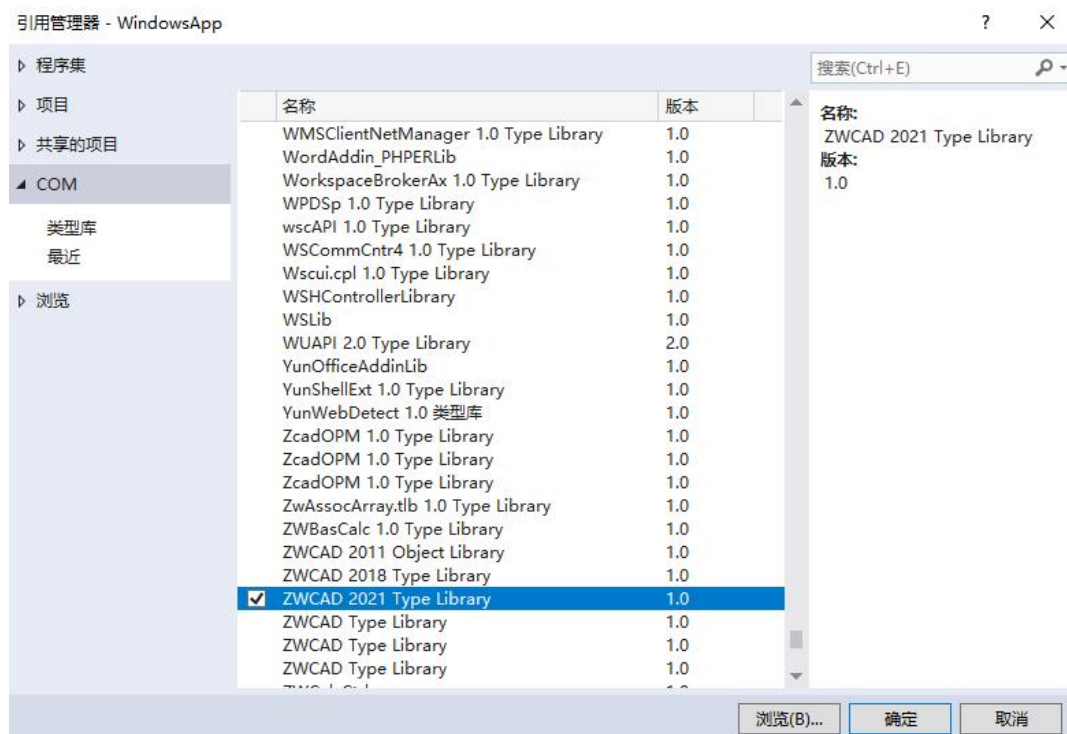 引用管理器 - WindowsApp
?
程序集
项目
共享的项目
COM
类型库
最近
浏览
名称 版本
WMSClientNetManager 1.0 Type Library 1.0
WordAddin_PHPERLib 1.0
WorkspaceBrokerAx 1.0 Type Library 1.0
WPDSp 1.0 Type Library 1.0
wscAPI 1.0 Type Library 1.0
WSCommCntr4 1.0 Type Library 1.0
Wscui.cpl 1.0 Type Library 1.0
WSHControllerLibrary 1.0
WSLib 1.0
WUAPI 2.0 Type Library 2.0
YunOfficeAddinLib 1.0
YunShellExt 1.0 Type Library 1.0
YunWebDetect 1.0 类型库 1.0
ZcadOPM 1.0 Type Library 1.0
ZcadOPM 1.0 Type Library 1.0
ZcadOPM 1.0 Type Library 1.0
ZwAssocArray.tlb 1.0 Type Library 1.0
ZWBasCalc 1.0 Type Library 1.0
ZWCAD 2011 Object Library 1.0
ZWCAD 2018 Type Library 1.0
ZWCAD 2021 Type Library 1.0
ZWCAD Type Library 1.0
ZWCAD Type Library 1.0
ZWCAD Type Library 1.0
搜索(Ctrl+E)
名称:
ZWCAD 2021 Type Library
版本:
1.0
浏览(B)... 确定 取消